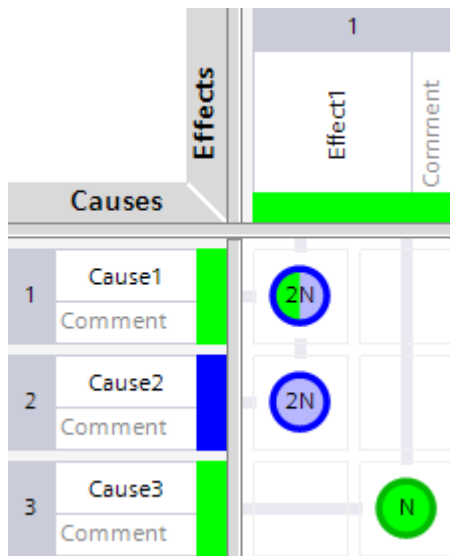 1
Effects
Effect1
Comment
Causes
1
Cause1
Comment
2N
2
Cause2
Comment
2N
3
Cause3
Comment
N